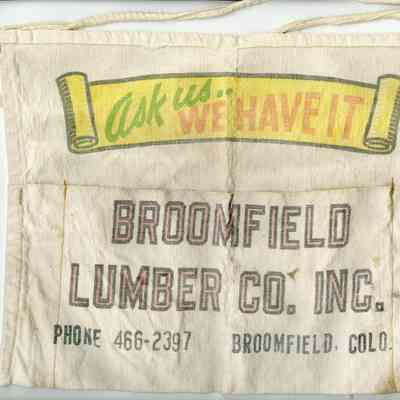 Ask us..
WE HAVE IT
BROOMFIELD
LUMBER CO. INC.
PHONE 466-2397 BROOMFIELD, COLO.